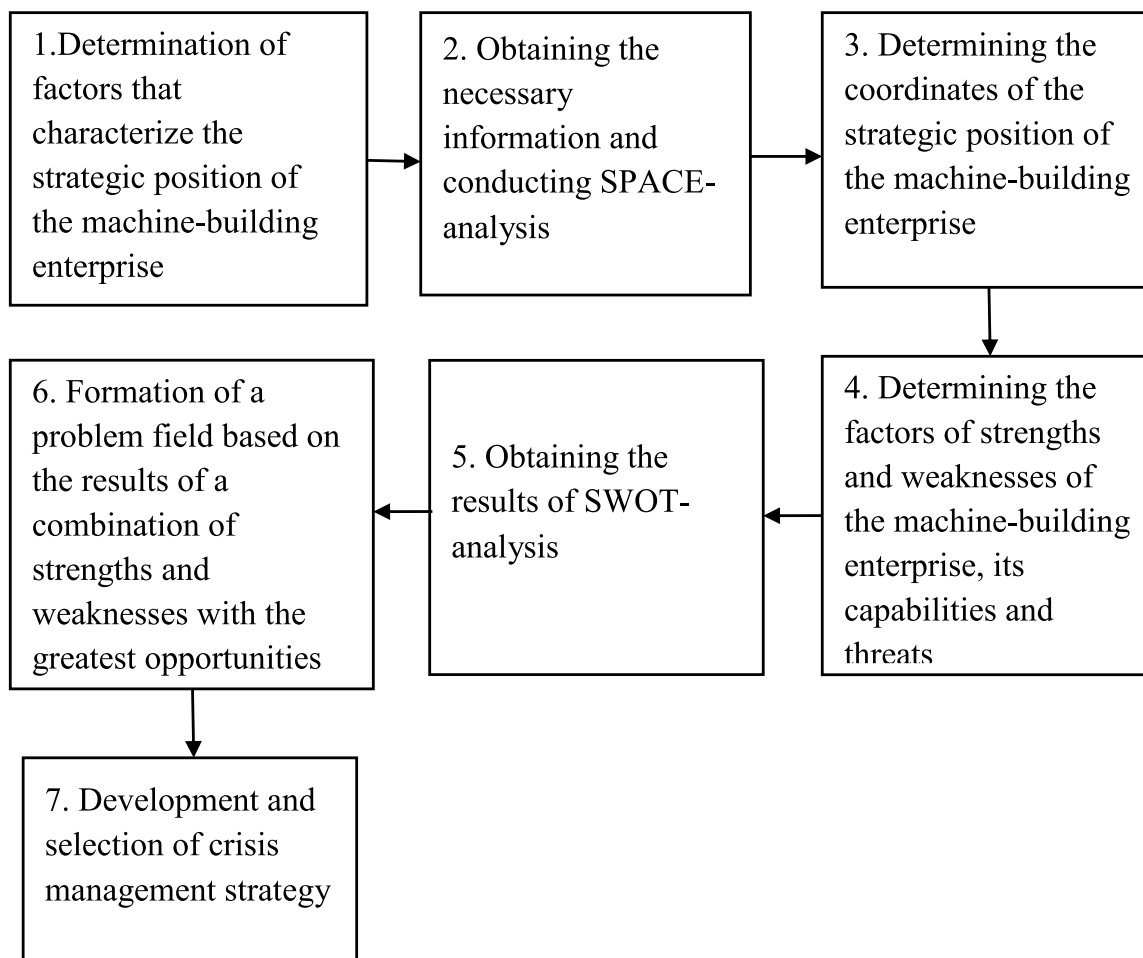 1.Determination of
factors that
characterize the
strategic position of
the machine-building
enterprise
2. Obtaining the
necessary
information and
conducting SPACE-
analysis
3. Determining the
coordinates of the
strategic position of
the machine-building
enterprise
4. Determining the
factors of strengths
and weaknesses of
the machine-building
enterprise, its
capabilities and
threats
5. Obtaining the
results of SWOT-
analysis
6. Formation of a
problem field based on
the results of a
combination of
strengths and
weaknesses with the
greatest opportunities
7. Development and
selection of crisis
management strategy